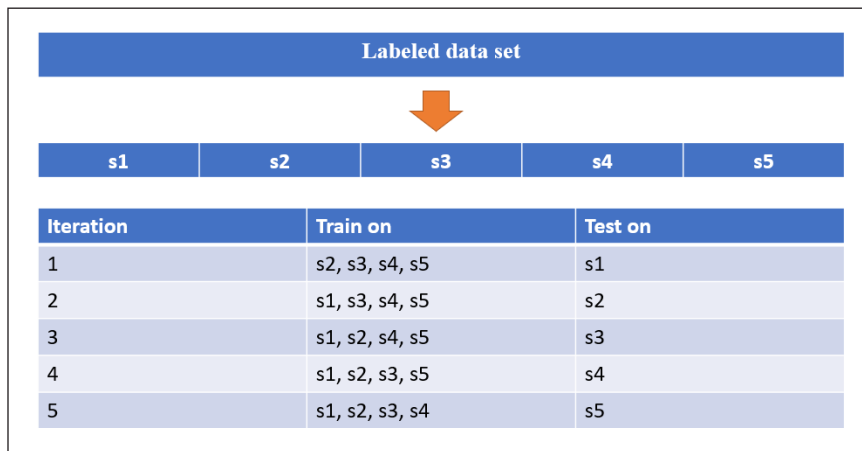 Labeled data set
s1 s2 s3 s4 s5
Iteration Train on Test on
1 s2, s3, s4, s5 s1
2 s1, s3, s4, s5 s2
3 s1, s2, s4, s5 s3
4 s1, s2, s3, s5 s4
5 s1, s2, s3, s4 s5